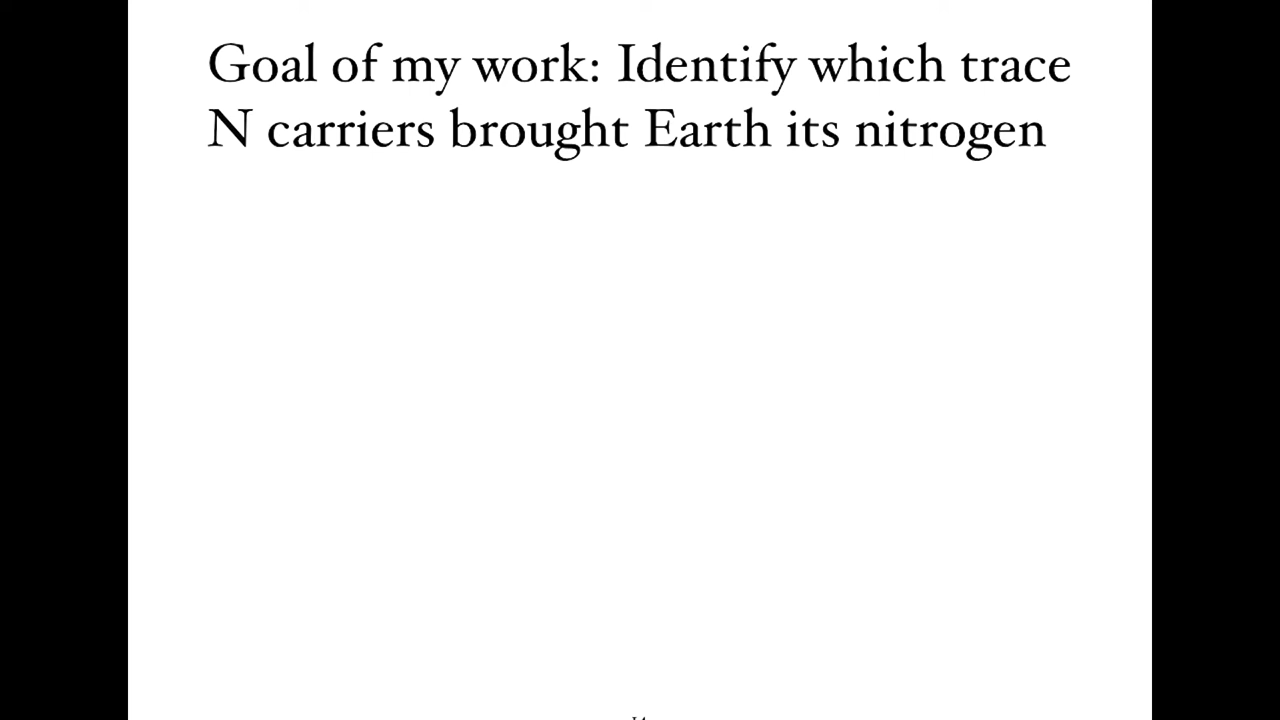 Goal of my work: Identify which trace
N carriers brought Earth its nitrogen